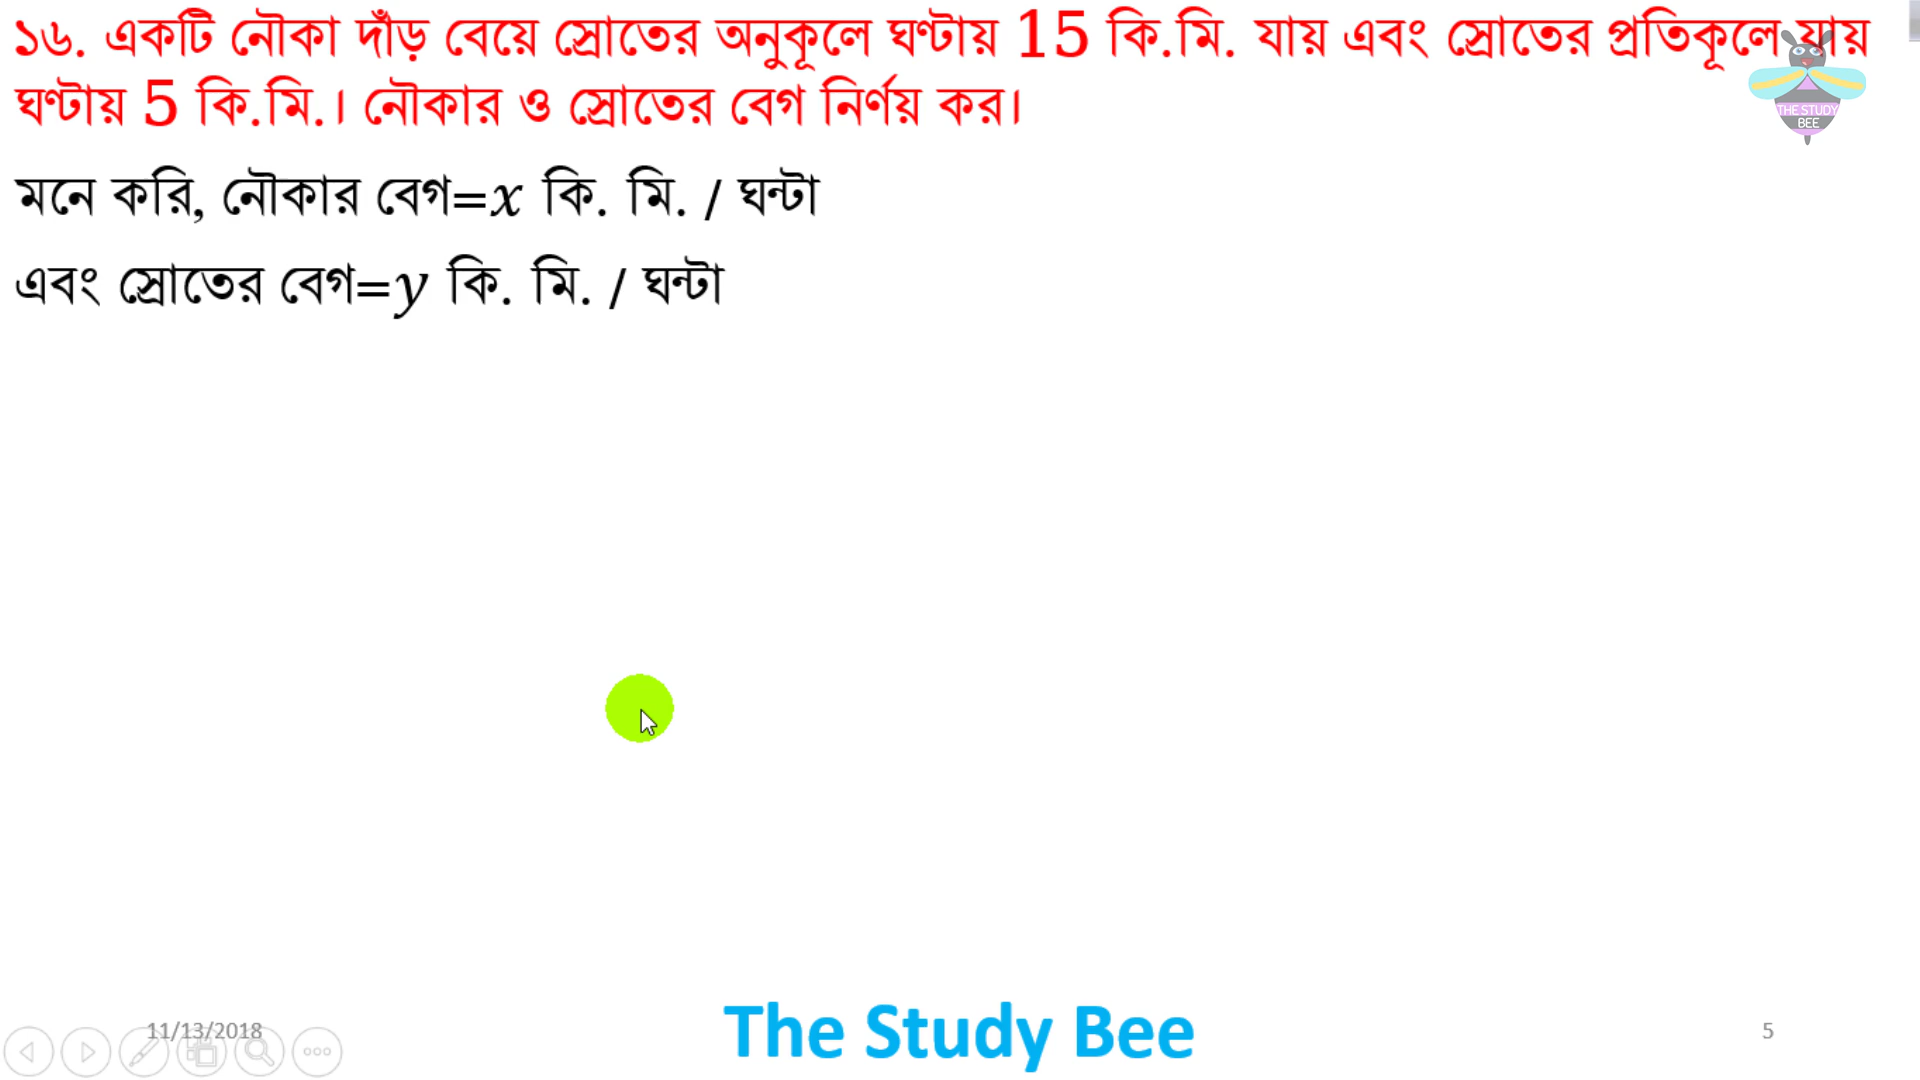 ১৬. একটি নৌকা দাঁড় বেয়ে স্রোতের অনুকূলে ঘণ্টায় 15 কি.মি. যায় এবং স্রোতের প্রতিকূলে যায়
ঘণ্টায় 5 কি.মি.। নৌকার ও স্রোতের বেগ নির্ণয় কর।
THE STUDY
BEE
মনে করি, নৌকার বেগ=x কি. মি. / ঘন্টা
এবং স্রোতের বেগ=y কি. মি. / ঘন্টা
11/13/2018
The Study Bee
5